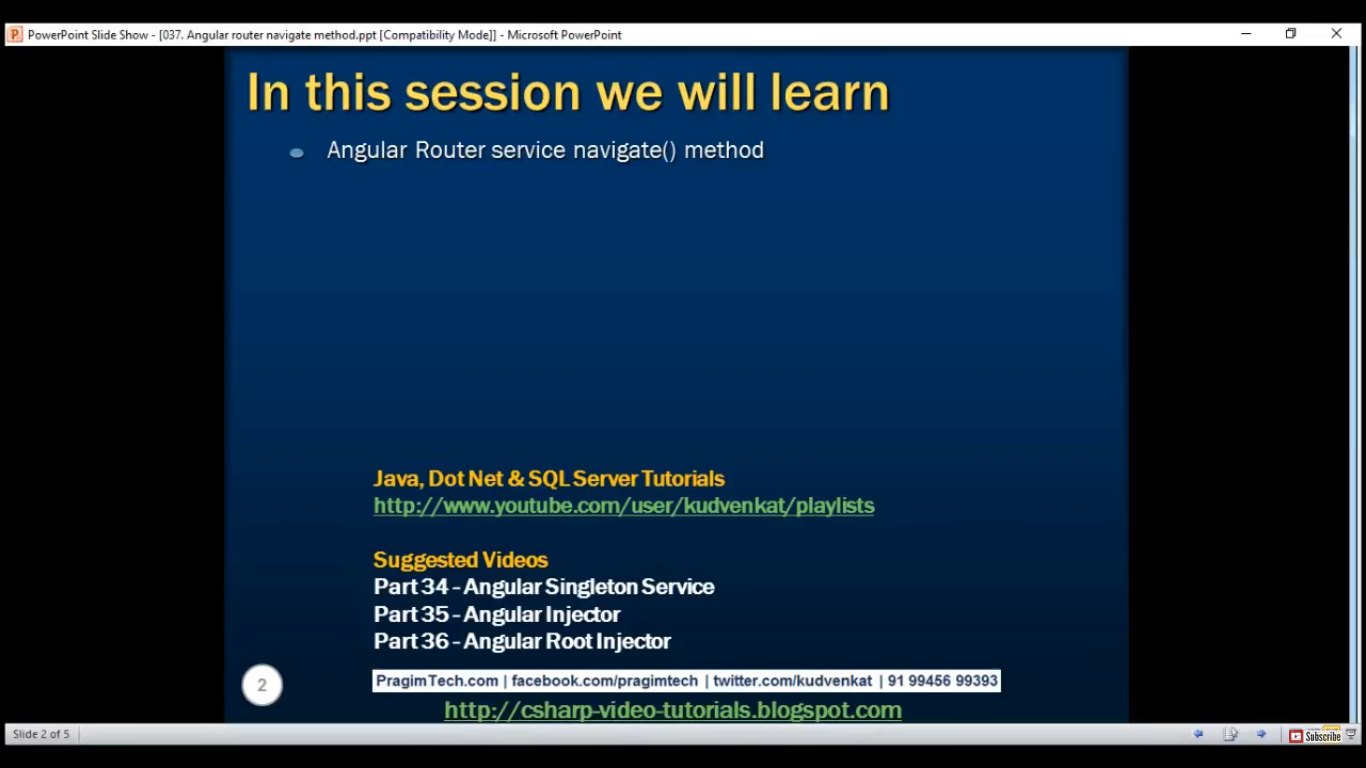 PowerPoint Slide Show - [037. Angular router navigate method.ppt [Compatibility Mode]] - Microsoft PowerPoint
In this session we will learn
Angular Router service navigate() method
Java, Dot Net & SQL Server Tutorials
http://www.youtube.com/user/kudvenkat/playlists
Suggested Videos
Part 34 - Angular Singleton Service
Part 35 - Angular Injector
Part 36 - Angular Root Injector
2
PragimTech.com | facebook.com/pragimtech | twitter.com/kudvenkat | 91 99456 99393
http://csharp-video-tutorials.blogspot.com
Slide 2 of 5
Subscribe